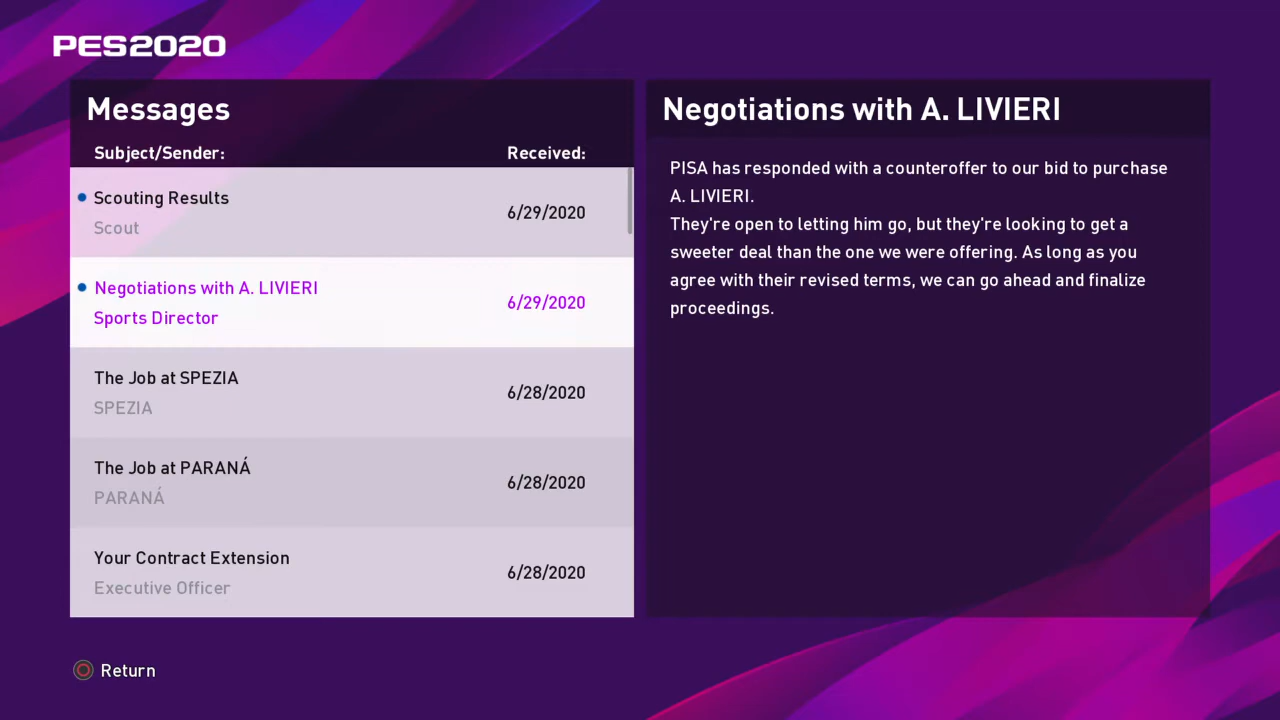 PES2020
Messages
Subject/Sender: Received:
Scouting Results
Scout
6/29/2020
Negotiations with A. LIVIERI
Sports Director
6/29/2020
The Job at SPEZIA
SPEZIA
6/28/2020
The Job at PARANÁ
PARANÁ
6/28/2020
Your Contract Extension
Executive Officer
6/28/2020
Negotiations with A. LIVIERI
PISA has responded with a counteroffer to our bid to purchase
A. LIVIERI.
They're open to letting him go, but they're looking to get a
sweeter deal than the one we were offering. As long as you
agree with their revised terms, we can go ahead and finalize
proceedings.
Return